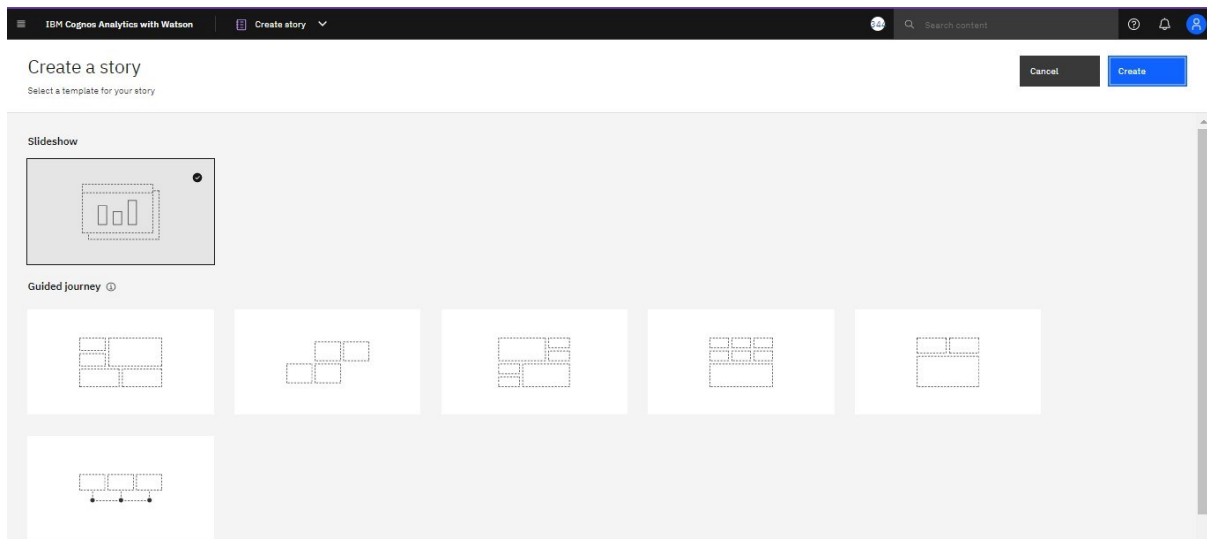 IBM Cognos Analytics with Watson
Create story
Search content
Create a story
Cancel
Create
Select a template for your story
Slideshow
Guided journey